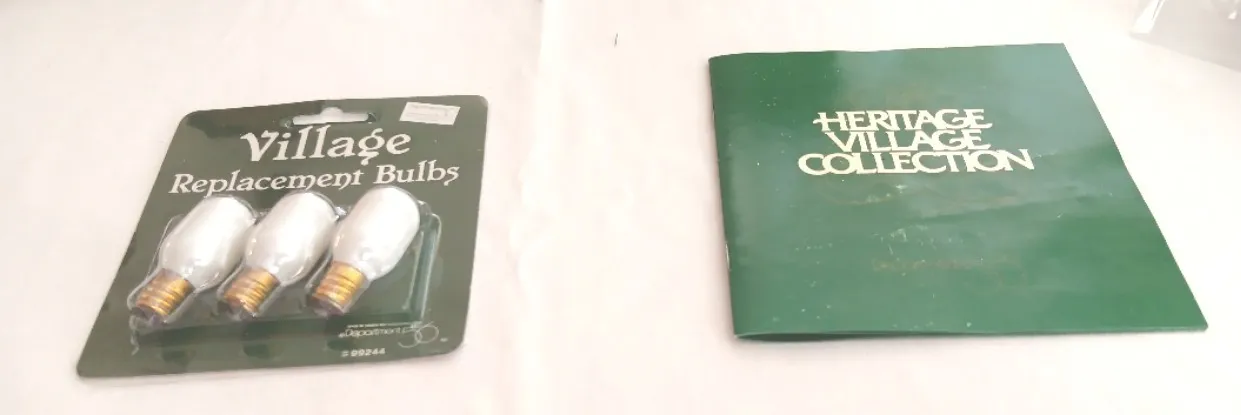 Village
Replacement Bulbs
Department 56
# 99244
HERITAGE
VILLAGE
COLLECTION